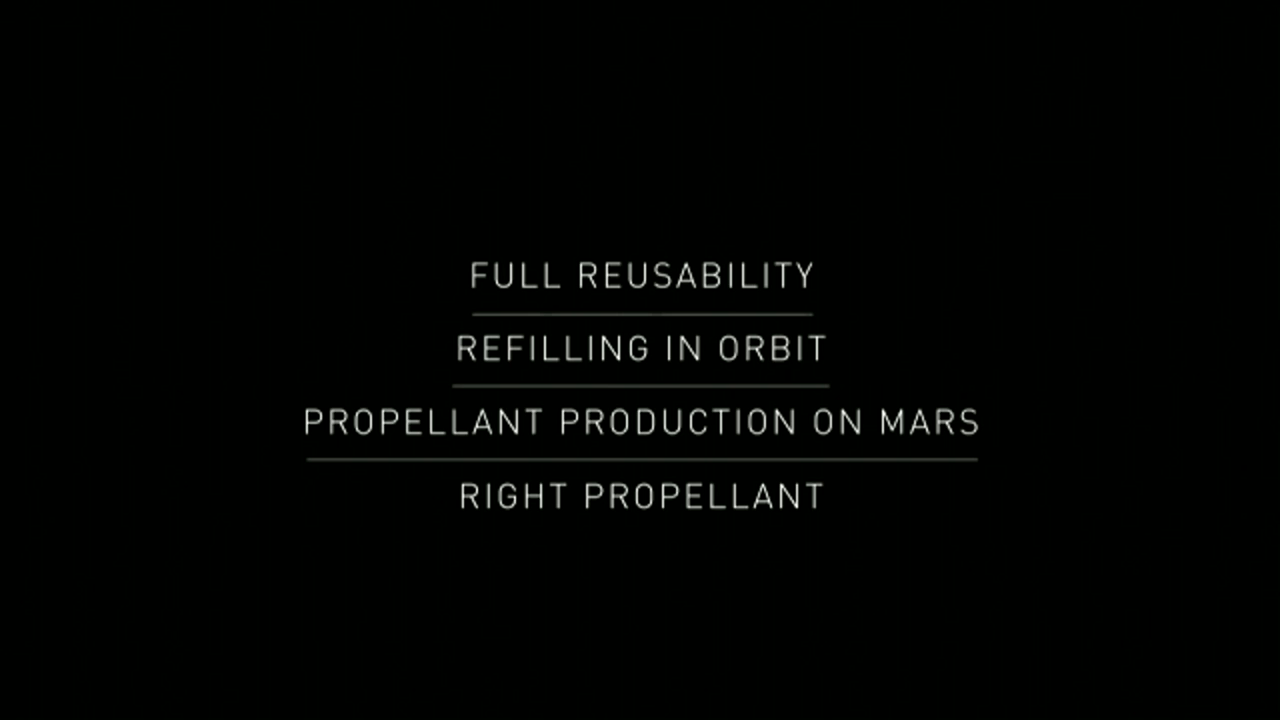 FULL REUSABILITY
REFILLING IN ORBIT
PROPELLANT PRODUCTION ON MARS
RIGHT PROPELLANT